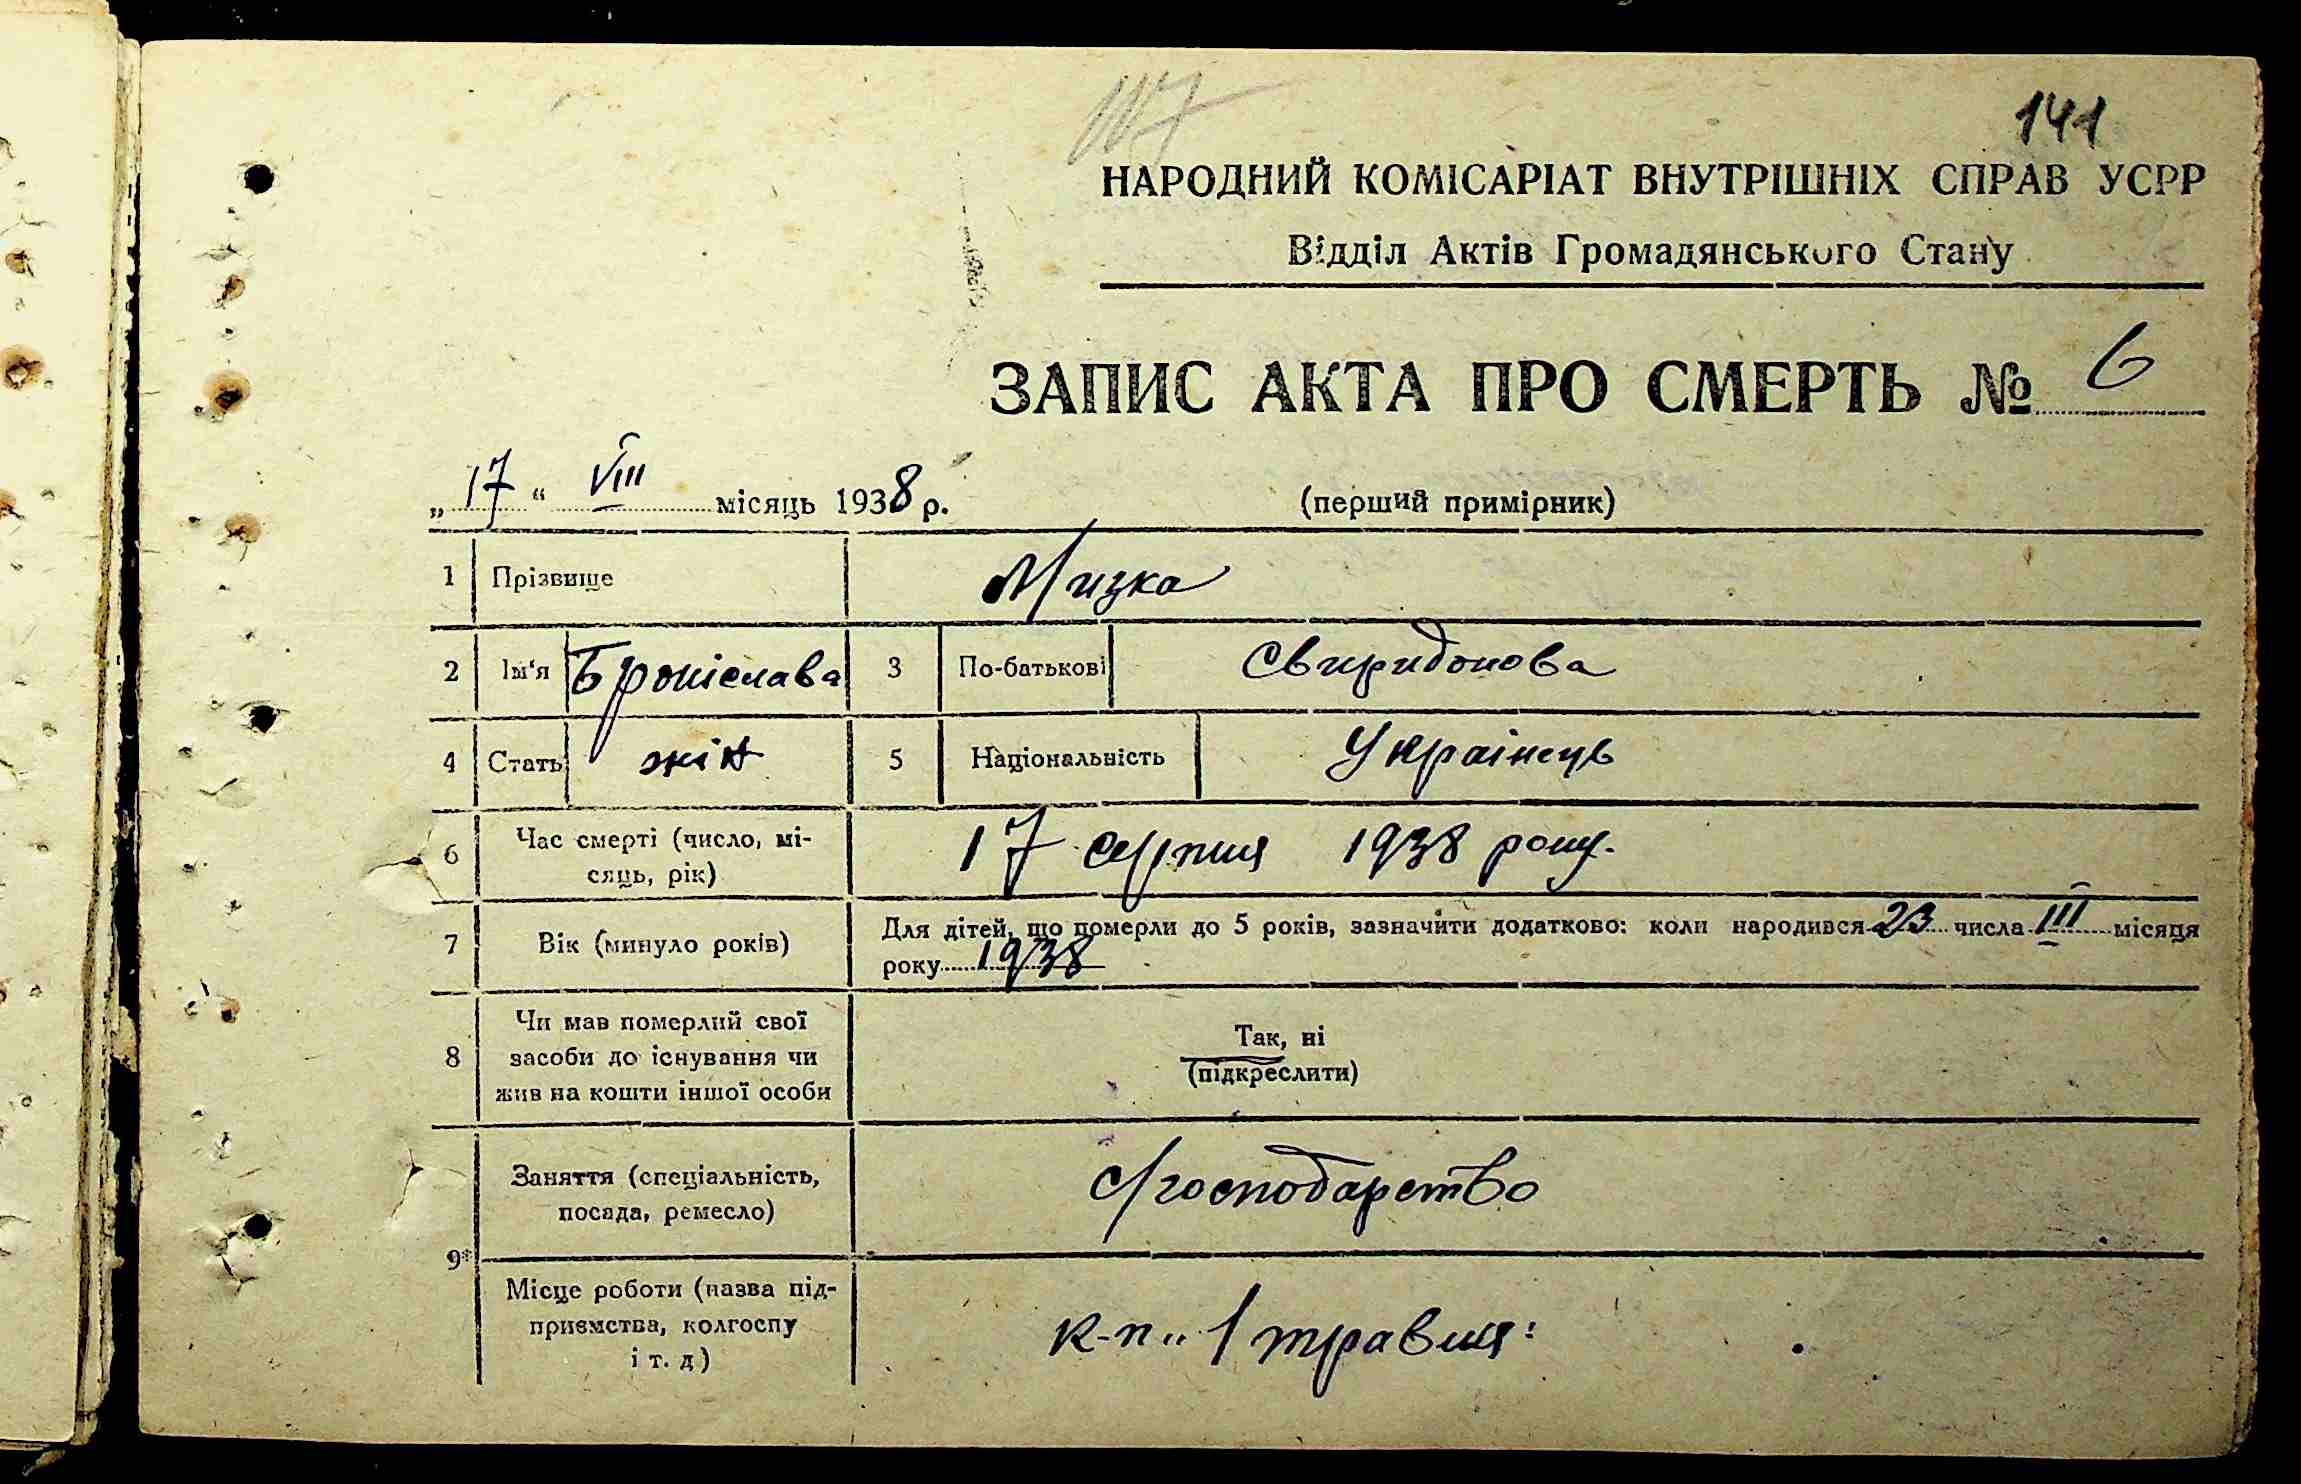 141
НАРОДНИЙ КОМІСАРІАТ ВНУТРІШНІХ СПРАВ УСРР
Відділ Актів Громадянського Стану
ЗАПИС АКТА ПРО СМЕРТЬ № 6
„17“ VIII місяць 1938 р. (перший примірник)
1 Прізвище Мизка
2 Ім'я Броніслава 3 По-батькові Свиридонова
4 Стать жін 5 Національність Українець
6 Час смерті (число, мі-
сяць, рік) 17 серпня 1938 року.
7 Вік (минуло років) Для дітей, що померли до 5 років, зазначити додатково: коли народився 23 числа III місяця
року 1938
8 Чи мав померлий свої
засоби до існування чи
жив на кошти іншої особи
Так, ні
(підкреслити)
9* Заняття (спеціальність,
посада, ремесло) с/господарство
Місце роботи (назва під-
приємства, колгоспу
і т. д)
к-п „1 травня"